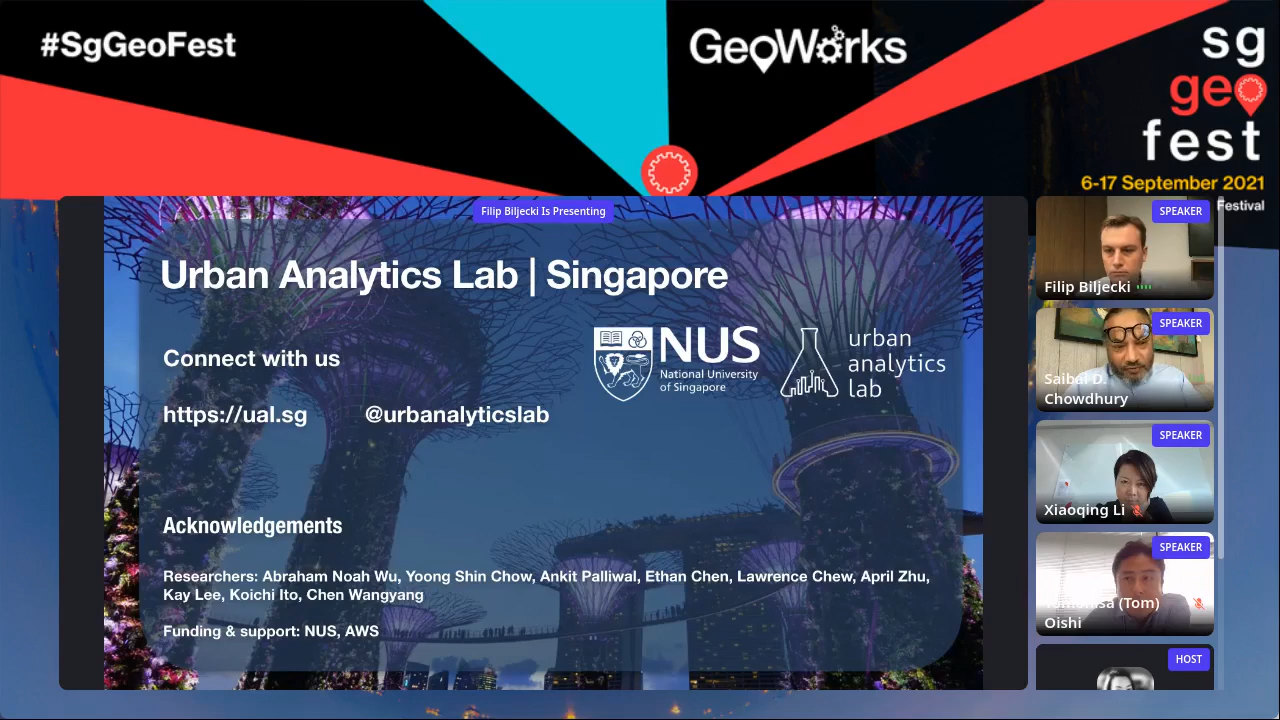 #SgGeoFest
GeoWorks
sg
geo
fest
6-17 September 2021
Festival
Filip Biljecki Is Presenting
Urban Analytics Lab | Singapore
Connect with us
https://ual.sg
@urbanalyticslab
NUS
National University
of Singapore
urban
analytics
lab
Acknowledgements
Researchers: Abraham Noah Wu, Yoong Shin Chow, Ankit Palliwal, Ethan Chen, Lawrence Chew, April Zhu,
Kay Lee, Koichi Ito, Chen Wangyang
Funding & support: NUS, AWS
SPEAKER
Filip Biljecki
SPEAKER
Saibal D.
Chowdhury
SPEAKER
Xiaoqing Li
SPEAKER
(Tom)
Oishi
HOST